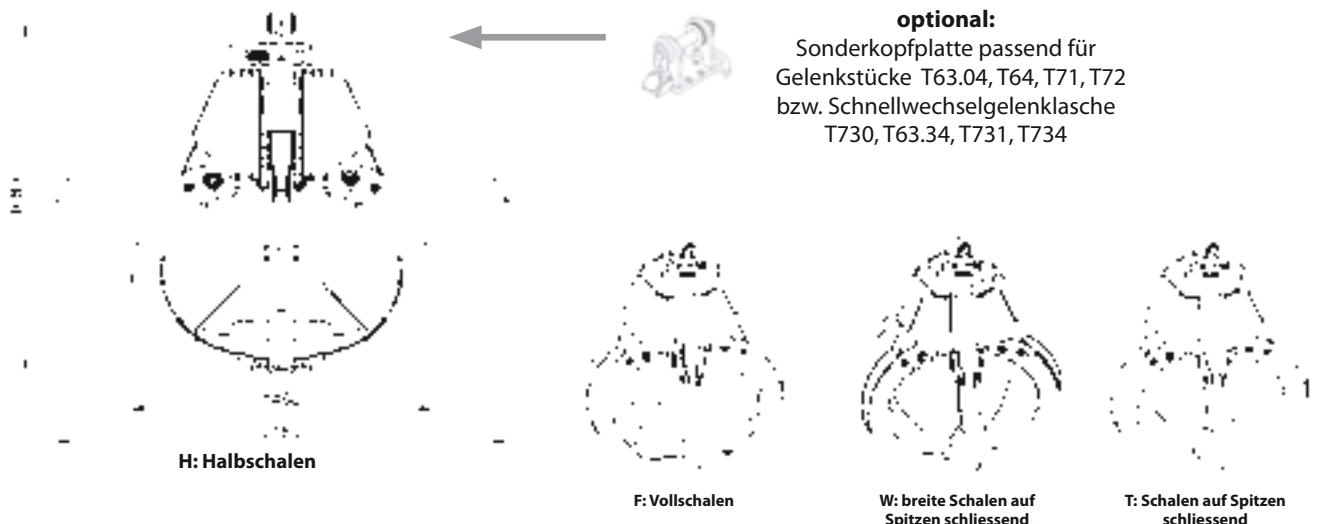 optional:
Sonderkopfplatte passend für
Gelenkstücke T63.04, T64, T71, T72
bzw. Schnellwechselgelenklasche
T730, T63.34, T731, T734
H: Halbschalen
F: Vollschalen
W: breite Schalen auf
Spitzen schliessend
T: Schalen auf Spitzen
schliessend